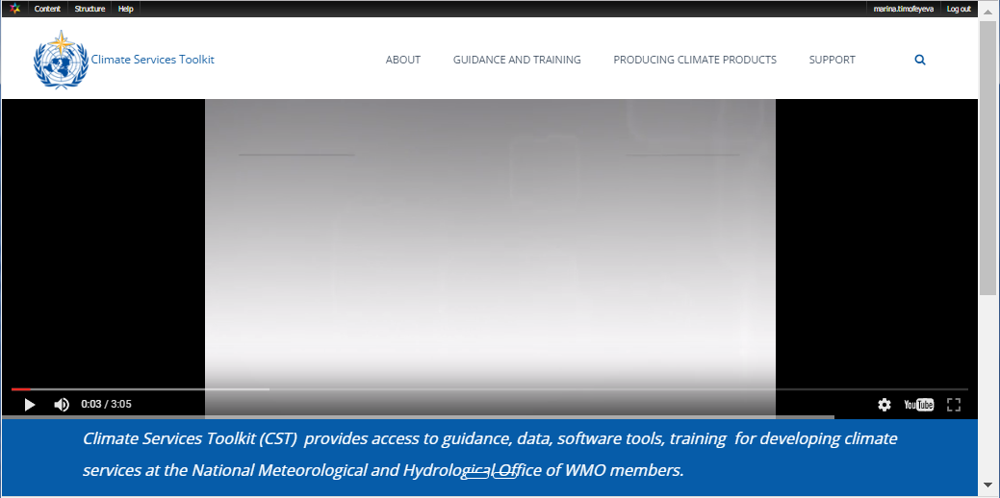 Content Structure Help marina.timofeyeva Log out
Climate Services Toolkit ABOUT GUIDANCE AND TRAINING PRODUCING CLIMATE PRODUCTS SUPPORT
0:03 / 3:05 YouTube
Climate Services Toolkit (CST) provides access to guidance, data, software tools, training for developing climate
services at the National Meteorological and Hydrological Office of WMO members.